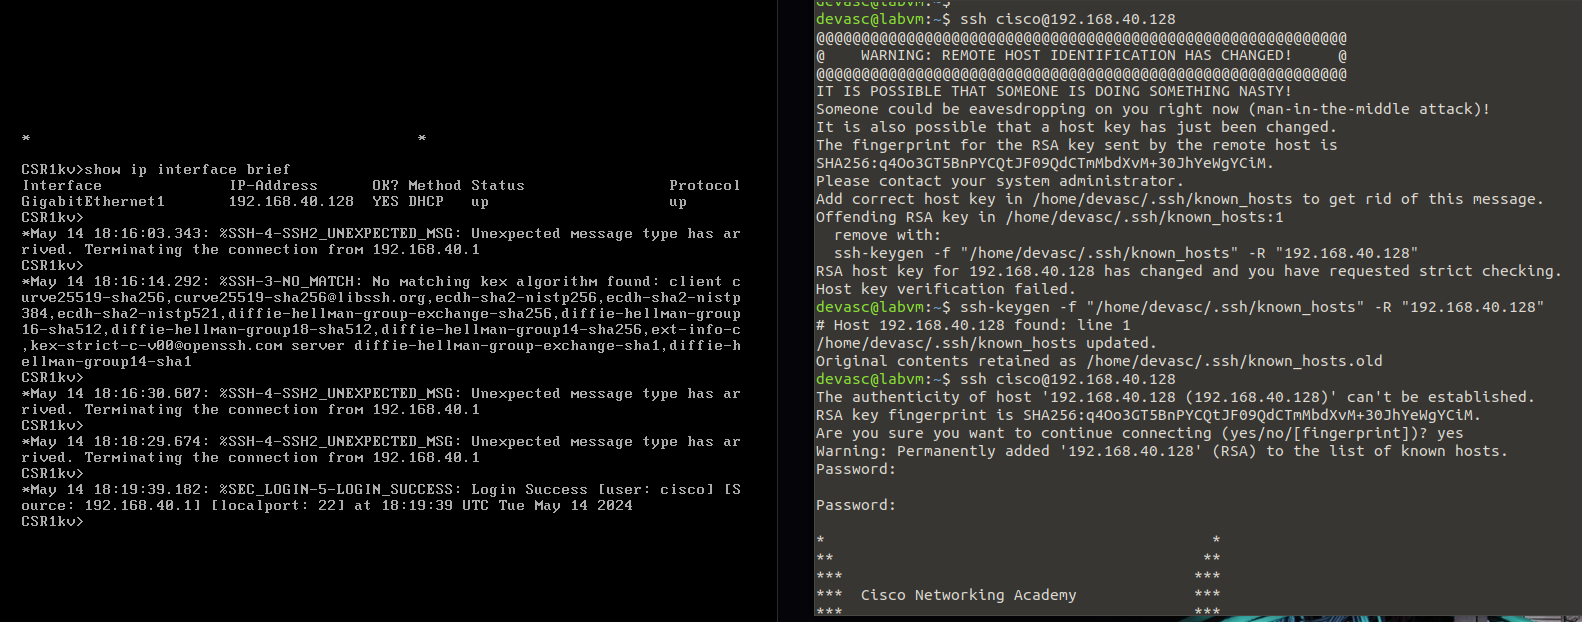 *                                            *
CSR1kv>show ip interface brief
Interface              IP-Address      OK? Method Status                Protocol
GigabitEthernet1       192.168.40.128  YES DHCP   up                    up
CSR1kv>
*May 14 18:16:03.343: %SSH-4-SSH2_UNEXPECTED_MSG: Unexpected message type has ar
rived. Terminating the connection from 192.168.40.1
CSR1kv>
*May 14 18:16:14.292: %SSH-3-NO_MATCH: No matching kex algorithm found: client c
urve25519-sha256,curve25519-sha256@libssh.org,ecdh-sha2-nistp256,ecdh-sha2-nistp
384,ecdh-sha2-nistp521,diffie-hellman-group-exchange-sha256,diffie-hellman-group
16-sha512,diffie-hellman-group18-sha512,diffie-hellman-group14-sha256,ext-info-c
,kex-strict-c-v00@openssh.com server diffie-hellman-group-exchange-sha1,diffie-h
ellman-group14-sha1
CSR1kv>
*May 14 18:16:30.607: %SSH-4-SSH2_UNEXPECTED_MSG: Unexpected message type has ar
rived. Terminating the connection from 192.168.40.1
CSR1kv>
*May 14 18:18:29.674: %SSH-4-SSH2_UNEXPECTED_MSG: Unexpected message type has ar
rived. Terminating the connection from 192.168.40.1
CSR1kv>
*May 14 18:19:39.182: %SEC_LOGIN-5-LOGIN_SUCCESS: Login Success [user: cisco] [S
ource: 192.168.40.1] [localport: 22] at 18:19:39 UTC Tue May 14 2024
CSR1kv>
devasc@labvm:~$
devasc@labvm:~$ ssh cisco@192.168.40.128
@@@@@@@@@@@@@@@@@@@@@@@@@@@@@@@@@@@@@@@@@@@@@@@@@@@@@@@@@@@
@    WARNING: REMOTE HOST IDENTIFICATION HAS CHANGED!     @
@@@@@@@@@@@@@@@@@@@@@@@@@@@@@@@@@@@@@@@@@@@@@@@@@@@@@@@@@@@
IT IS POSSIBLE THAT SOMEONE IS DOING SOMETHING NASTY!
Someone could be eavesdropping on you right now (man-in-the-middle attack)!
It is also possible that a host key has just been changed.
The fingerprint for the RSA key sent by the remote host is
SHA256:q4Oo3GT5BnPYCQtJF09QdCTmMbdXvM+30JhYeWgYCiM.
Please contact your system administrator.
Add correct host key in /home/devasc/.ssh/known_hosts to get rid of this message.
Offending RSA key in /home/devasc/.ssh/known_hosts:1
  remove with:
  ssh-keygen -f "/home/devasc/.ssh/known_hosts" -R "192.168.40.128"
RSA host key for 192.168.40.128 has changed and you have requested strict checking.
Host key verification failed.
devasc@labvm:~$ ssh-keygen -f "/home/devasc/.ssh/known_hosts" -R "192.168.40.128"
# Host 192.168.40.128 found: line 1
/home/devasc/.ssh/known_hosts updated.
Original contents retained as /home/devasc/.ssh/known_hosts.old
devasc@labvm:~$ ssh cisco@192.168.40.128
The authenticity of host '192.168.40.128 (192.168.40.128)' can't be established.
RSA key fingerprint is SHA256:q4Oo3GT5BnPYCQtJF09QdCTmMbdXvM+30JhYeWgYCiM.
Are you sure you want to continue connecting (yes/no/[fingerprint])? yes
Warning: Permanently added '192.168.40.128' (RSA) to the list of known hosts.
Password:
Password:
*                                           *
**                                         **
***                                       ***
***  Cisco Networking Academy             ***
***                                       ***